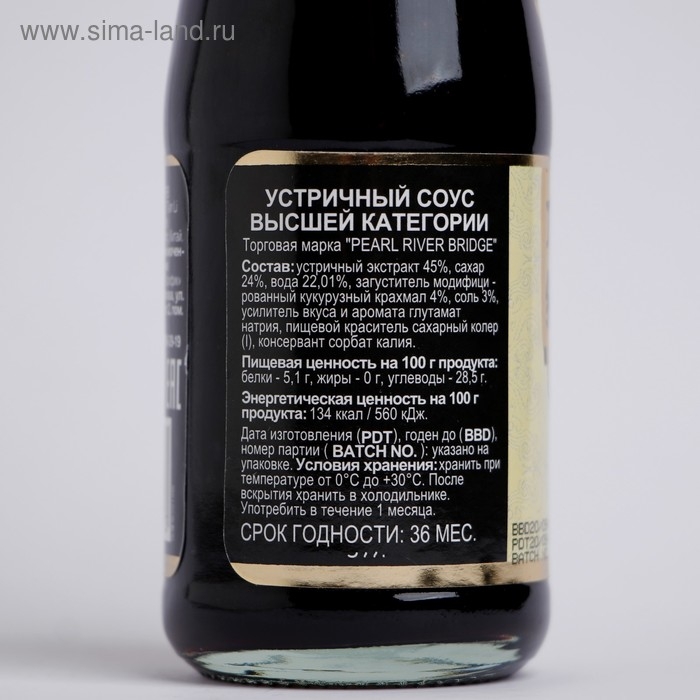 www.sima-land.ru
УСТРИЧНЫЙ СОУС
ВЫСШЕЙ КАТЕГОРИИ
Торговая марка "PEARL RIVER BRIDGE"
Состав: устричный экстракт 45%, сахар
24%, вода 22,01%, загуститель модифици -
рованный кукурузный крахмал 4%, соль 3%,
усилитель вкуса и аромата глутамат
натрия, пищевой краситель сахарный колер
(I), консервант сорбат калия.
Пищевая ценность на 100 г продукта:
белки - 5,1 г, жиры - 0 г, углеводы - 28,5 г.
Энергетическая ценность на 100 г
продукта: 134 ккал / 560 кДж.
Дата изготовления (PDT), годен до (BBD),
номер партии ( BATCH NO. ): указано на
упаковке. Условия хранения: хранить при
температуре от 0°С до +30°С. После
вскрытия хранить в холодильнике.
Употребить в течение 1 месяца.
СРОК ГОДНОСТИ: 36 МЕС.
BBD20
PDT20
BATCH